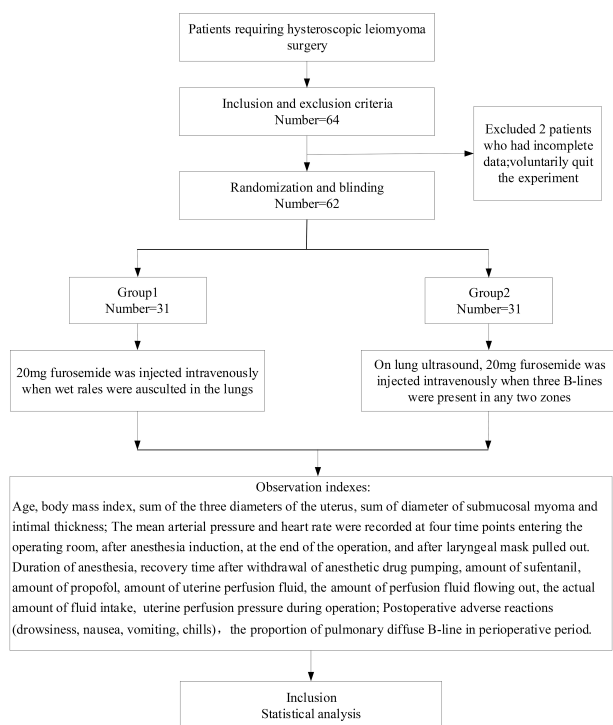 Patients requiring hysteroscopic leiomyoma
surgery
Inclusion and exclusion criteria
Number=64
Excluded 2 patients
who had incomplete
data;voluntarily quit
the experiment
Randomization and blinding
Number=62
Group1
Number=31
Group2
Number=31
20mg furosemide was injected intravenously
when wet rales were ausculted in the lungs
On lung ultrasound, 20mg furosemide was
injected intravenously when three B-lines
were present in any two zones
Observation indexes:
Age, body mass index, sum of the three diameters of the uterus, sum of diameter of submucosal myoma and
intimal thickness; The mean arterial pressure and heart rate were recorded at four time points entering the
operating room, after anesthesia induction, at the end of the operation, and after laryngeal mask pulled out.
Duration of anesthesia, recovery time after withdrawal of anesthetic drug pumping, amount of sufentanil,
amount of propofol, amount of uterine perfusion fluid, the amount of perfusion fluid flowing out, the actual
amount of fluid intake, uterine perfusion pressure during operation; Postoperative adverse reactions
(drowsiness, nausea, vomiting, chills)，the proportion of pulmonary diffuse B-line in perioperative period.
Inclusion
Statistical analysis